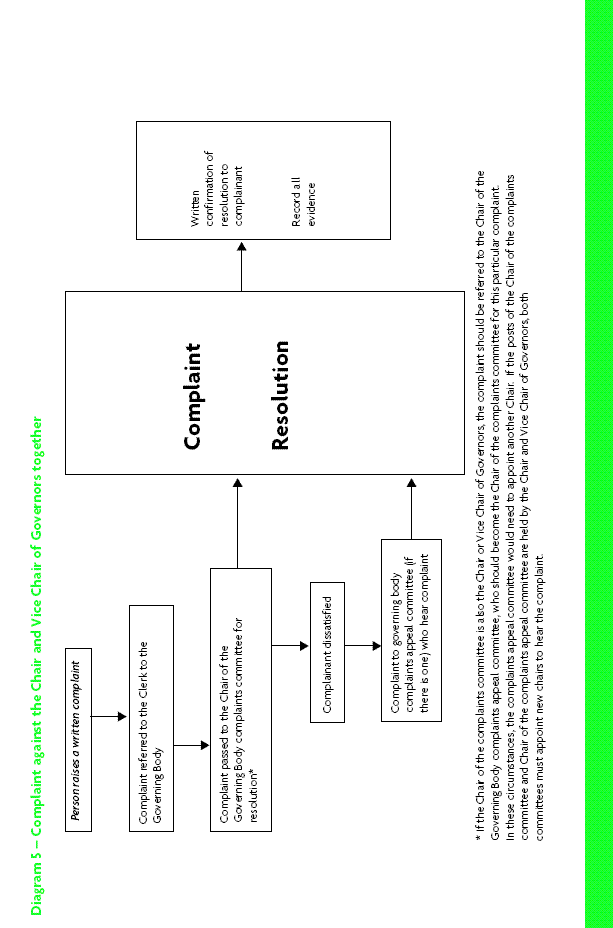 Diagram 5 – Complaint against the Chair and Vice Chair of Governors together
Person raises a written complaint
Complaint referred to the Clerk to the
Governing Body
Complaint passed to the Chair of the
Governing Body complaints committee for
resolution*
Complainant dissatisfied
Complaint to governing body
complaints appeal committee (if
there is one) who hear complaint
Complaint
Resolution
Written
confirmation of
resolution to
complainant
Record all
evidence
* If the Chair of the complaints committee is also the Chair or Vice Chair of Governors, the complaint should be referred to the Chair of the
Governing Body complaints appeal committee, who should become the Chair of the complaints committee for this particular complaint.
In these circumstances, the complaints appeal committee would need to appoint another Chair. If the posts of the Chair of the complaints
committee and Chair of the complaints appeal committee are held by the Chair and Vice Chair of Governors, both
committees must appoint new chairs to hear the complaint.